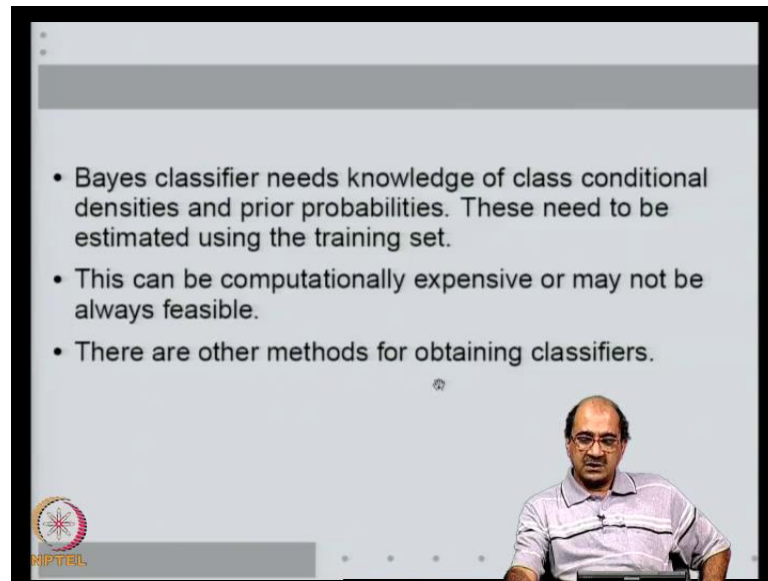 • Bayes classifier needs knowledge of class conditional
densities and prior probabilities. These need to be
estimated using the training set.
• This can be computationally expensive or may not be
always feasible.
• There are other methods for obtaining classifiers.
NPTEL